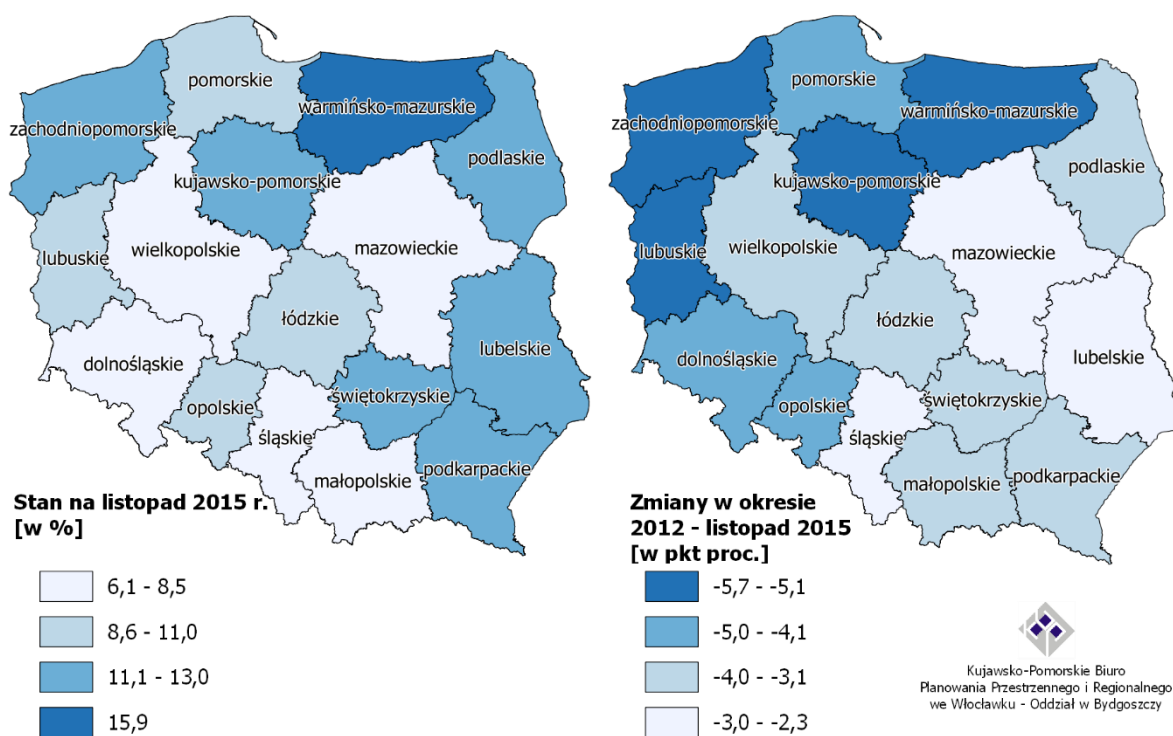 pomorskie
warmińsko-mazurskie
zachodniopomorskie
podlaskie
kujawsko-pomorskie
wielkopolskie
mazowieckie
lubuskie
łódzkie
lubelskie
dolnośląskie
świętokrzyskie
opolskie
śląskie
podkarpackie
małopolskie
Stan na listopad 2015 r.
[w %]
6,1 - 8,5
8,6 - 11,0
11,1 - 13,0
15,9
pomorskie
warmińsko-mazurskie
zachodniopomorskie
podlaskie
kujawsko-pomorskie
lubuskie
wielkopolskie
mazowieckie
łódzkie
lubelskie
dolnośląskie
opolskie
świętokrzyskie
śląskie
podkarpackie
małopolskie
Zmiany w okresie
2012 - listopad 2015
[w pkt proc.]
-5,7 - -5,1
-5,0 - -4,1
-4,0 - -3,1
-3,0 - -2,3
Kujawsko-Pomorskie Biuro
Planowania Przestrzennego i Regionalnego
we Włocławku - Oddział w Bydgoszczy